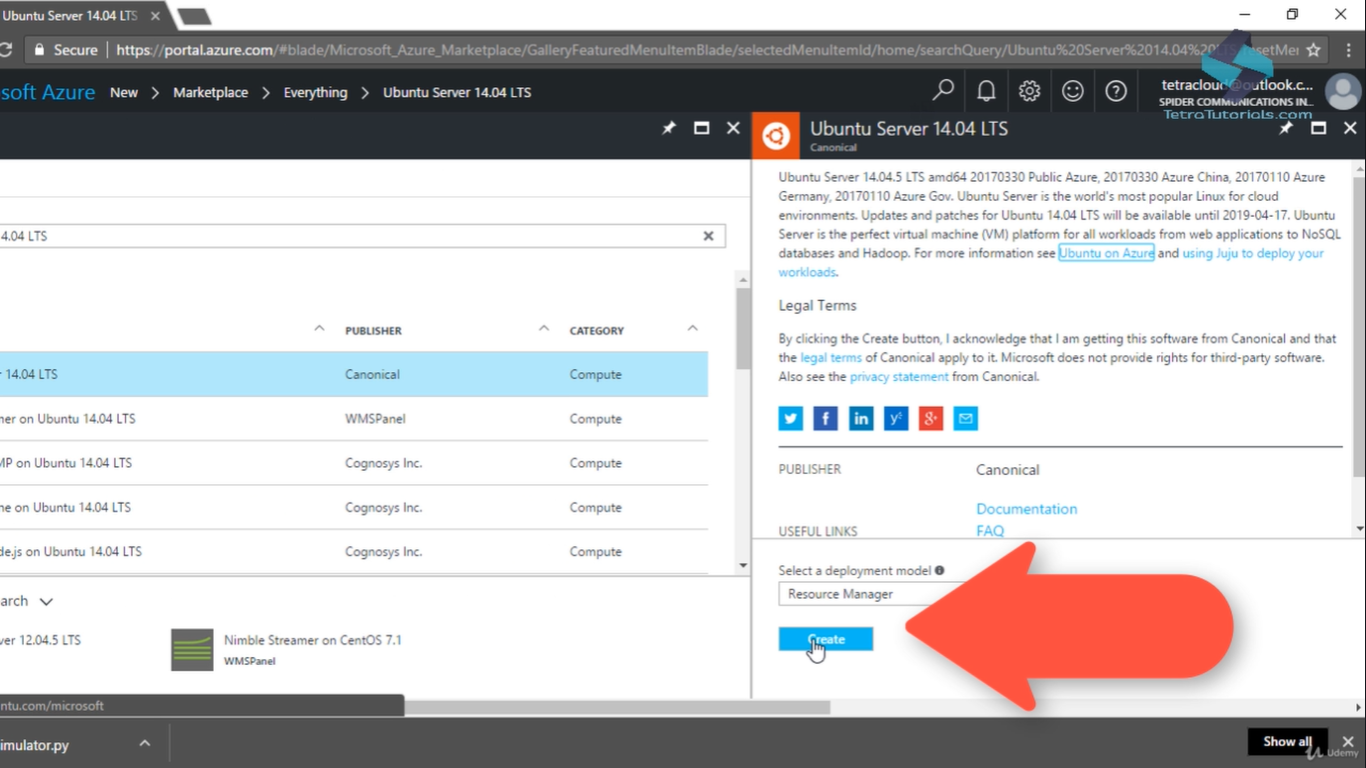 Ubuntu Server 14.04 LTS
Secure
https://portal.azure.com/#blade/Microsoft_Azure_Marketplace/GalleryFeaturedMenuItemBlade/selectedMenuItemId/home/searchQuery/Ubuntu%20Server%2014.04%20LTS
soft Azure
New > Marketplace > Everything > Ubuntu Server 14.04 LTS
tetracloud@outlook.c...
SPIDER COMMUNICATIONS IN...
TetraTutorials.com
4.04 LTS
PUBLISHER
CATEGORY
14.04 LTS
Canonical
Compute
ner on Ubuntu 14.04 LTS
WMSPanel
Compute
MP on Ubuntu 14.04 LTS
Cognosys Inc.
Compute
ne on Ubuntu 14.04 LTS
Cognosys Inc.
Compute
de.js on Ubuntu 14.04 LTS
Cognosys Inc.
Compute
arch
ver 12.04.5 LTS
Nimble Streamer on CentOS 7.1
WMSPanel
Ubuntu Server 14.04 LTS
Canonical
Ubuntu Server 14.04.5 LTS amd64 20170330 Public Azure, 20170330 Azure China, 20170110 Azure
Germany, 20170110 Azure Gov. Ubuntu Server is the world's most popular Linux for cloud
environments. Updates and patches for Ubuntu 14.04 LTS will be available until 2019-04-17. Ubuntu
Server is the perfect virtual machine (VM) platform for all workloads from web applications to NoSQL
databases and Hadoop. For more information see Ubuntu on Azure and using Juju to deploy your
workloads.
Legal Terms
By clicking the Create button, I acknowledge that I am getting this software from Canonical and that
the legal terms of Canonical apply to it. Microsoft does not provide rights for third-party software.
Also see the privacy statement from Canonical.
PUBLISHER
Canonical
Documentation
USEFUL LINKS
FAQ
Select a deployment model
Resource Manager
Create
ntu.com/microsoft
imulator.py
Show all
Udemy